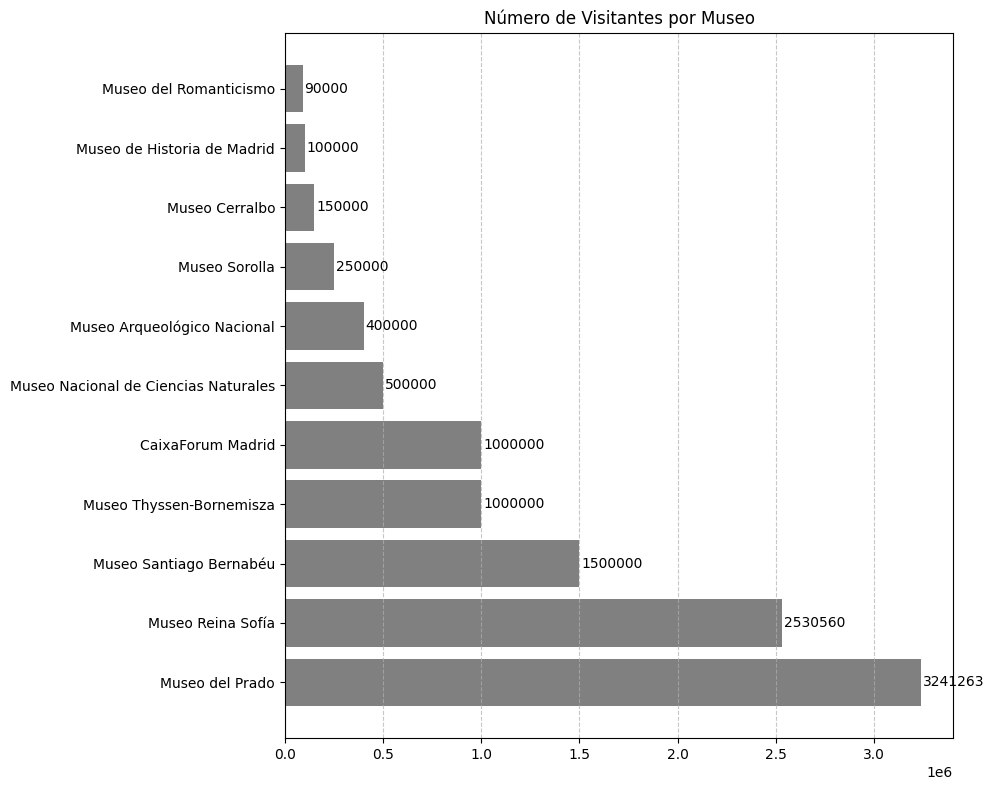 Número de Visitantes por Museo
Museo del Romanticismo 90000
Museo de Historia de Madrid 100000
Museo Cerralbo 150000
Museo Sorolla 250000
Museo Arqueológico Nacional 400000
Museo Nacional de Ciencias Naturales 500000
CaixaForum Madrid 1000000
Museo Thyssen-Bornemisza 1000000
Museo Santiago Bernabéu 1500000
Museo Reina Sofía 2530560
Museo del Prado 3241263
0.0 0.5 1.0 1.5 2.0 2.5 3.0
1e6